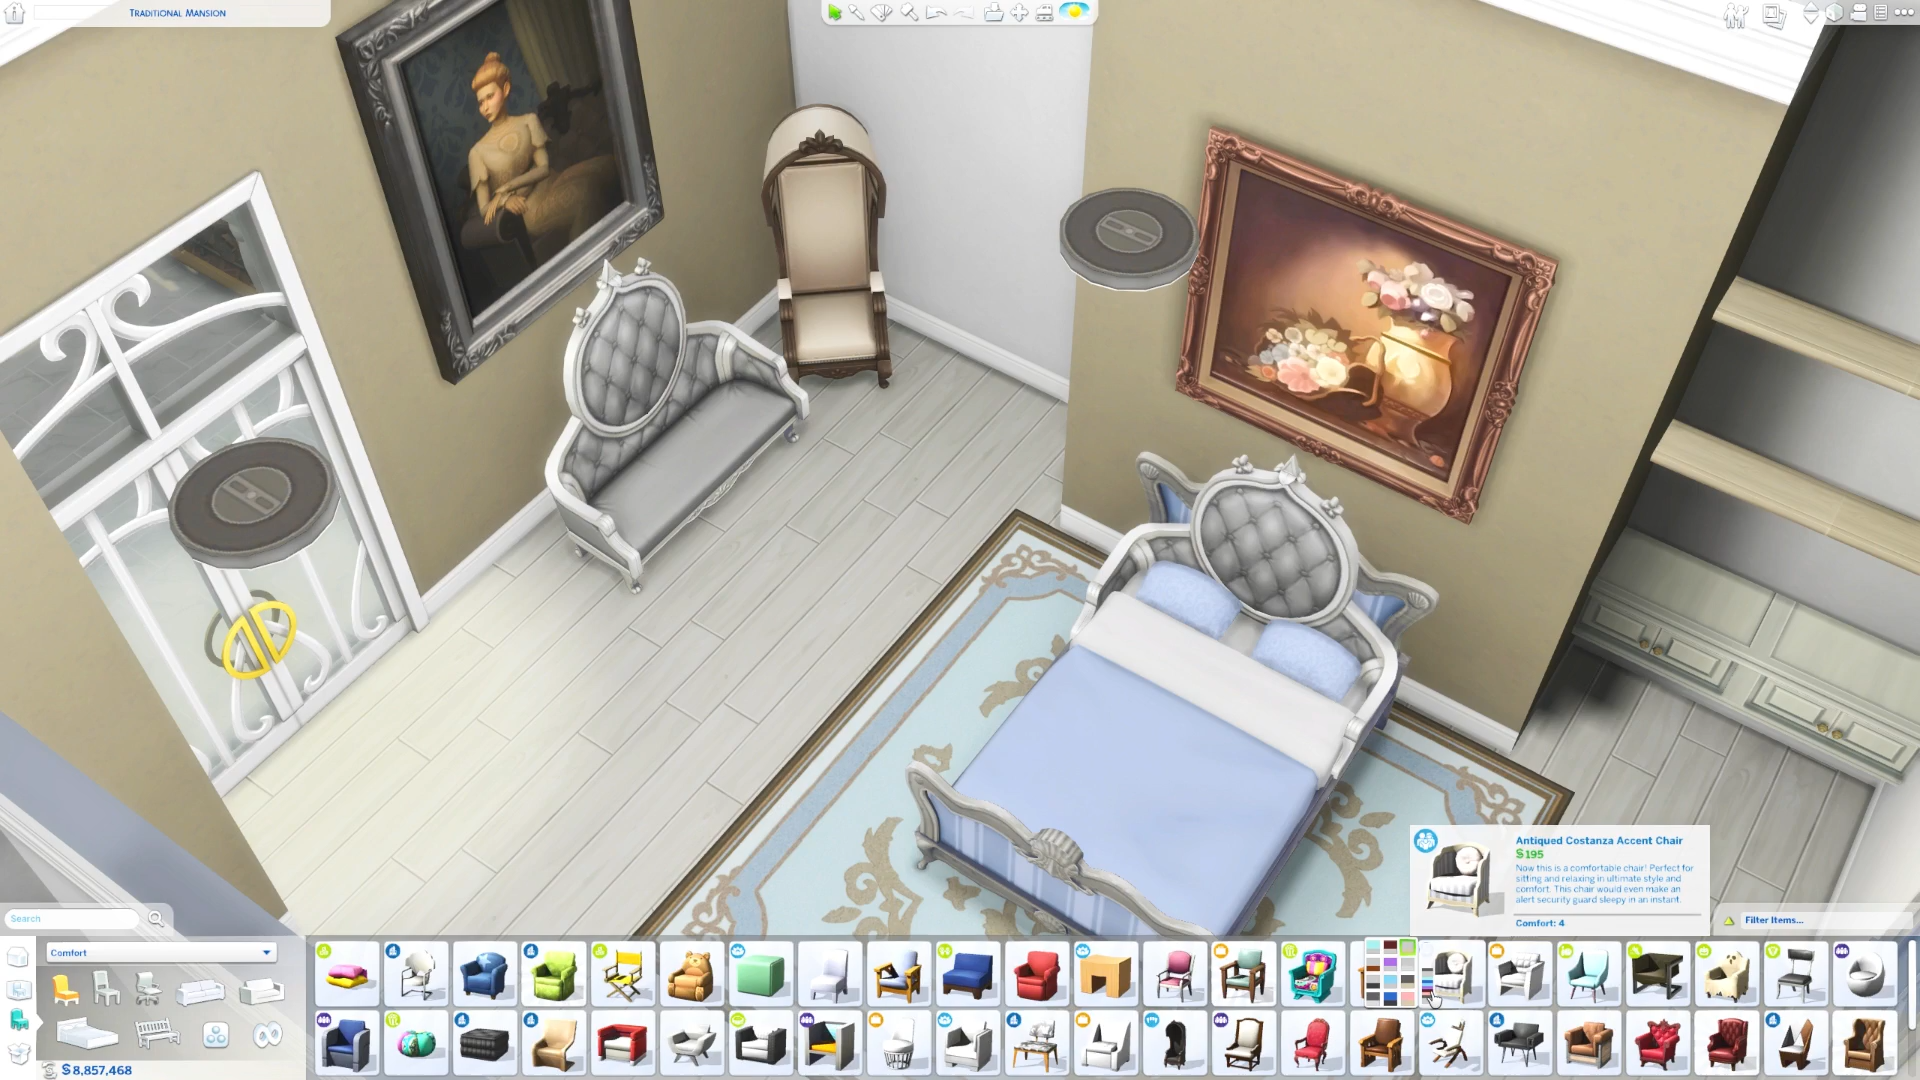 TRADITIONAL MANSION
Antiqued Costanza Accent Chair
$195
Now this is a comfortable chair! Perfect for
sitting and relaxing in ultimate style and
comfort. This chair would even make an
alert security guard sleepy in an instant.
Comfort: 4
Search
Filter Items...
Comfort
$8,857,468